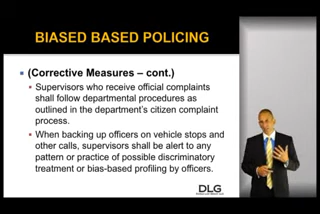 BIASED BASED POLICING
(Corrective Measures – cont.)
Supervisors who receive official complaints
shall follow departmental procedures as
outlined in the department's citizen complaint
process.
When backing up officers on vehicle stops and
other calls, supervisors shall be alert to any
pattern or practice of possible discriminatory
treatment or bias-based profiling by officers.
DLG